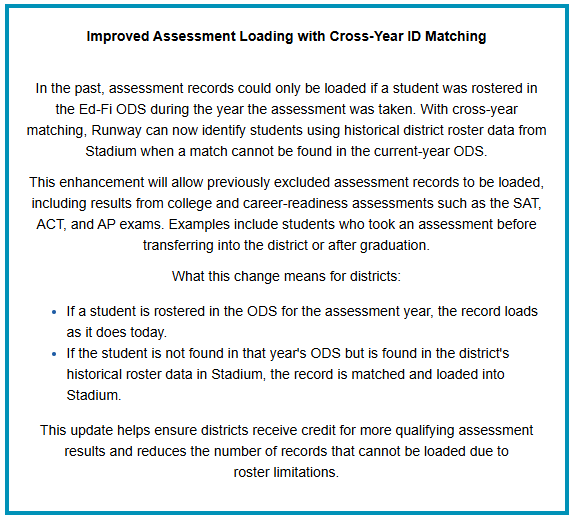 Improved Assessment Loading with Cross-Year ID Matching
In the past, assessment records could only be loaded if a student was rostered in
the Ed-Fi ODS during the year the assessment was taken. With cross-year
matching, Runway can now identify students using historical district roster data from
Stadium when a match cannot be found in the current-year ODS.
This enhancement will allow previously excluded assessment records to be loaded,
including results from college and career-readiness assessments such as the SAT,
ACT, and AP exams. Examples include students who took an assessment before
transferring into the district or after graduation.
What this change means for districts:
• If a student is rostered in the ODS for the assessment year, the record loads
as it does today.
• If the student is not found in that year's ODS but is found in the district's
historical roster data in Stadium, the record is matched and loaded into
Stadium.
This update helps ensure districts receive credit for more qualifying assessment
results and reduces the number of records that cannot be loaded due to
roster limitations.